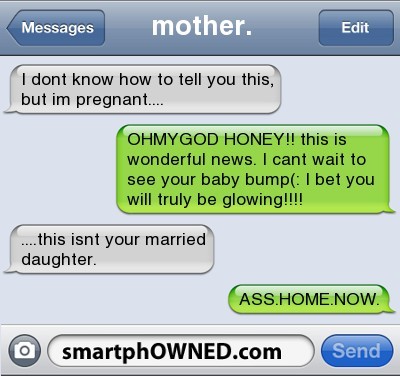 Messages
mother.
Edit
I dont know how to tell you this,
but im pregnant....
OHMYGOD HONEY!! this is
wonderful news. I cant wait to
see your baby bump(: I bet you
will truly be glowing!!!!
....this isnt your married
daughter.
ASS.HOME.NOW.
smartphOWNED.com
Send